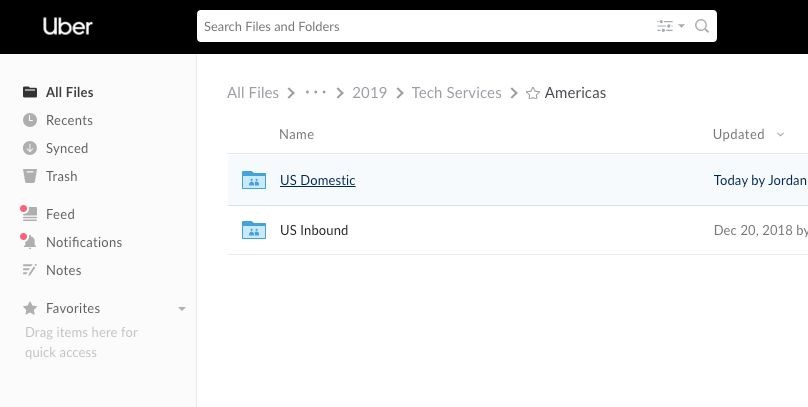 Uber
Search Files and Folders
All Files
Recents
Synced
Trash
Feed
Notifications
Notes
Favorites
Drag items here for
quick access
All Files > ··· > 2019 > Tech Services > Americas
Name Updated
US Domestic Today by Jordan
US Inbound Dec 20, 2018 by